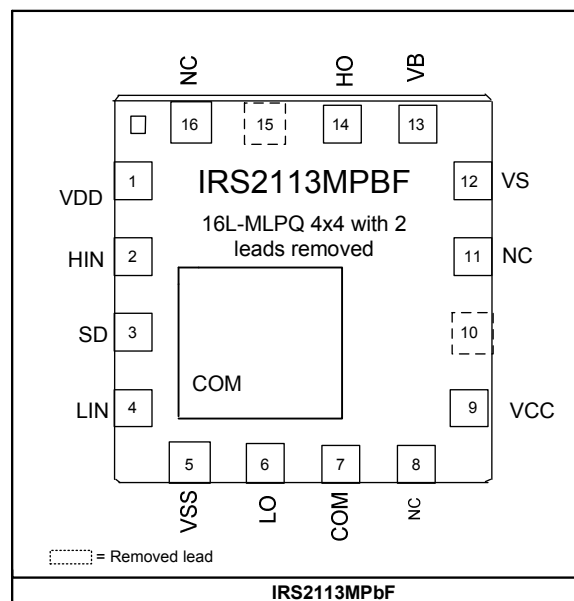 NC
HO
VB
16
15
14
13
1
VDD
IRS2113MPBF
12
VS
16L-MLPQ 4x4 with 2
leads removed
2
HIN
11
NC
3
SD
10
COM
4
LIN
9
VCC
5
6
7
8
VSS
LO
COM
NC
= Removed lead
IRS2113MPbF